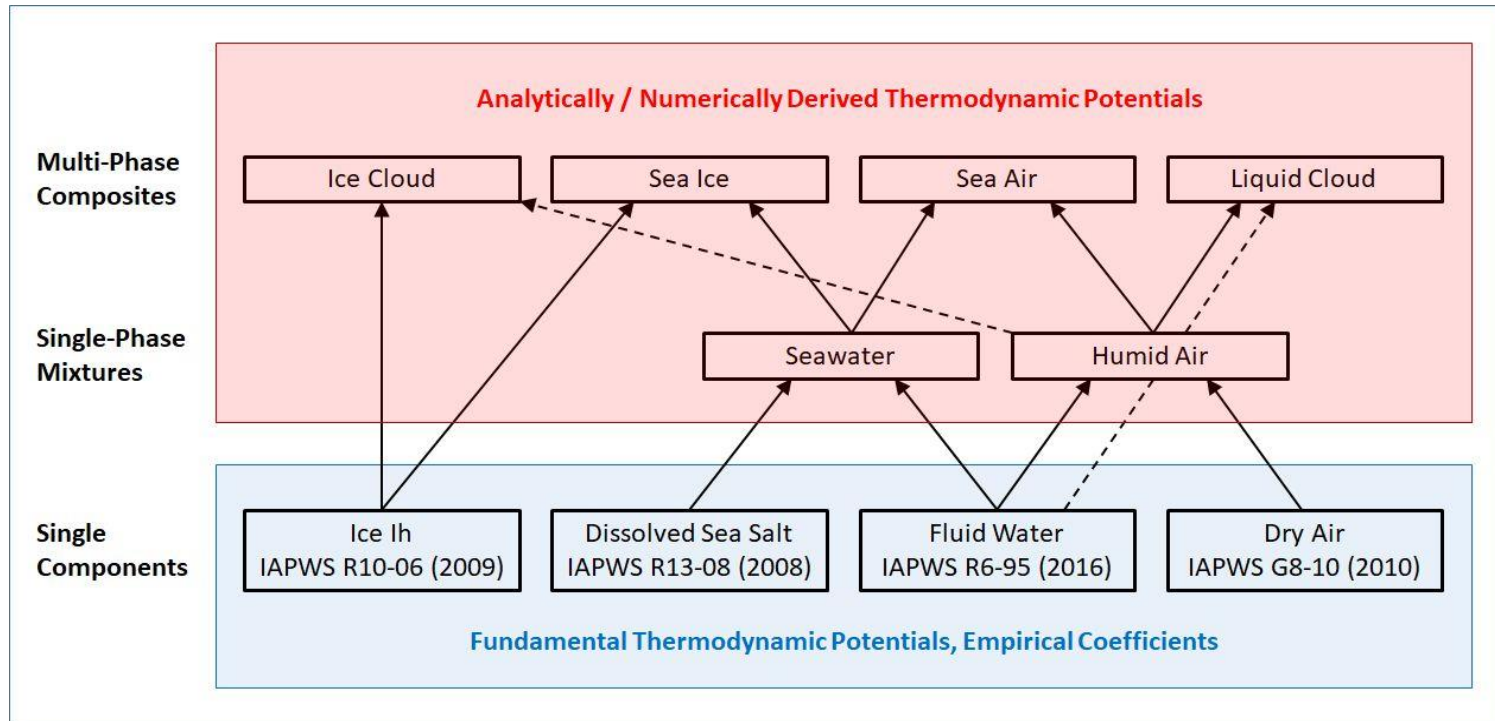 Analytically / Numerically Derived Thermodynamic Potentials
Multi-Phase
Composites
Ice Cloud
Sea Ice
Sea Air
Liquid Cloud
Single-Phase
Mixtures
Seawater
Humid Air
Single
Components
Ice Ih
IAPWS R10-06 (2009)
Dissolved Sea Salt
IAPWS R13-08 (2008)
Fluid Water
IAPWS R6-95 (2016)
Dry Air
IAPWS G8-10 (2010)
Fundamental Thermodynamic Potentials, Empirical Coefficients